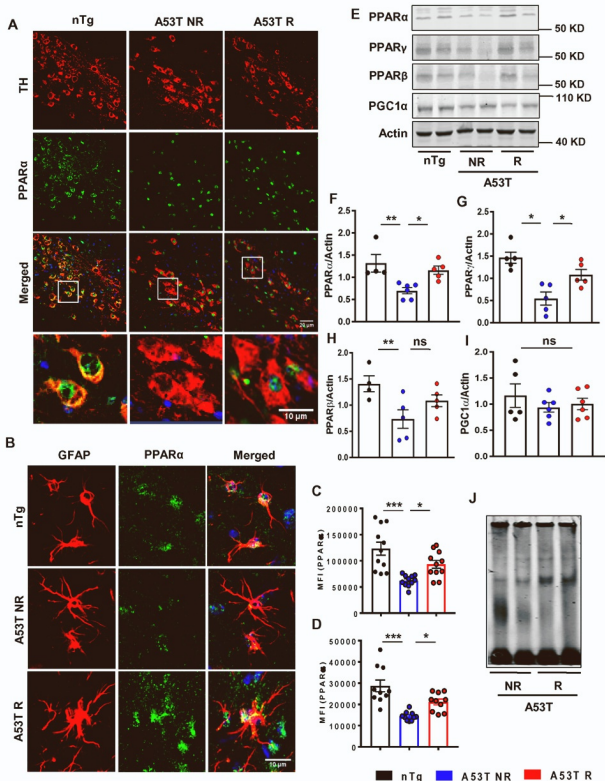 A
nTg
A53T NR
A53T R
TH
PPARα
Merged
20 µm
10 µm
B
GFAP
PPARα
Merged
nTg
A53T NR
A53T R
10 µm
E
PPARα
50 KD
PPARγ
50 KD
PPARβ
50 KD
PGC1α
110 KD
Actin
40 KD
nTg
NR
R
A53T
F
PPARα/Actin
2.0
1.5
1.0
0.5
0.0
**
*
G
PPARγ/Actin
2.0
1.5
1.0
0.5
0.0
*
*
H
PPARβ/Actin
2.0
1.5
1.0
0.5
0.0
**
ns
I
PGC1α/Actin
2.0
1.5
1.0
0.5
0.0
ns
C
MFI (PPARα)
200000
150000
100000
50000
0
***
*
D
MFI (PPARα)
50000
40000
30000
20000
10000
0
***
*
J
NR
R
A53T
nTg
A53T NR
A53T R